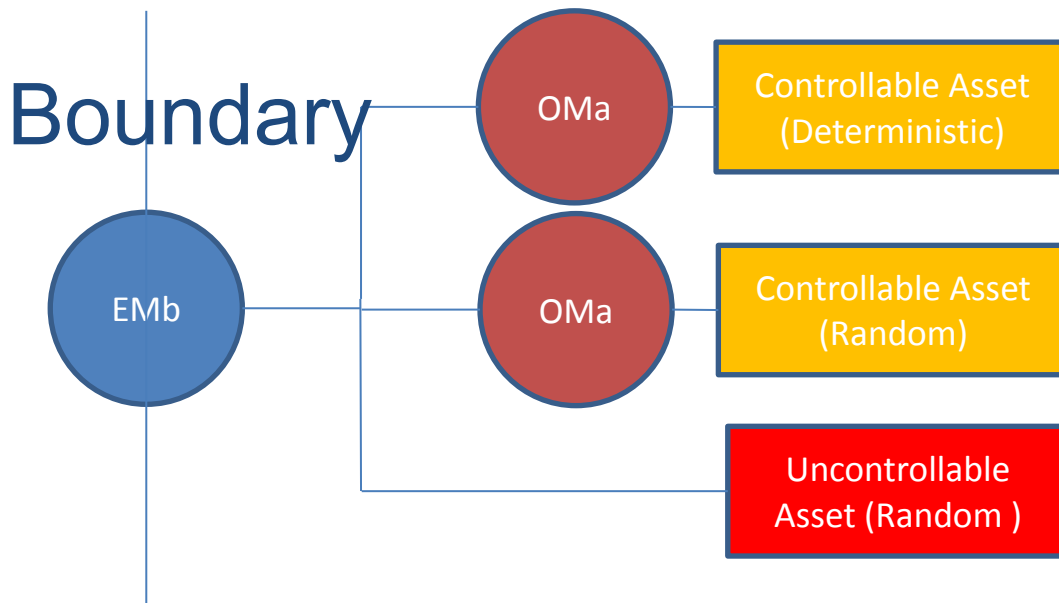 Boundary
OMa
Controllable Asset
(Deterministic)
EMb
OMa
Controllable Asset
(Random)
Uncontrollable
Asset (Random )